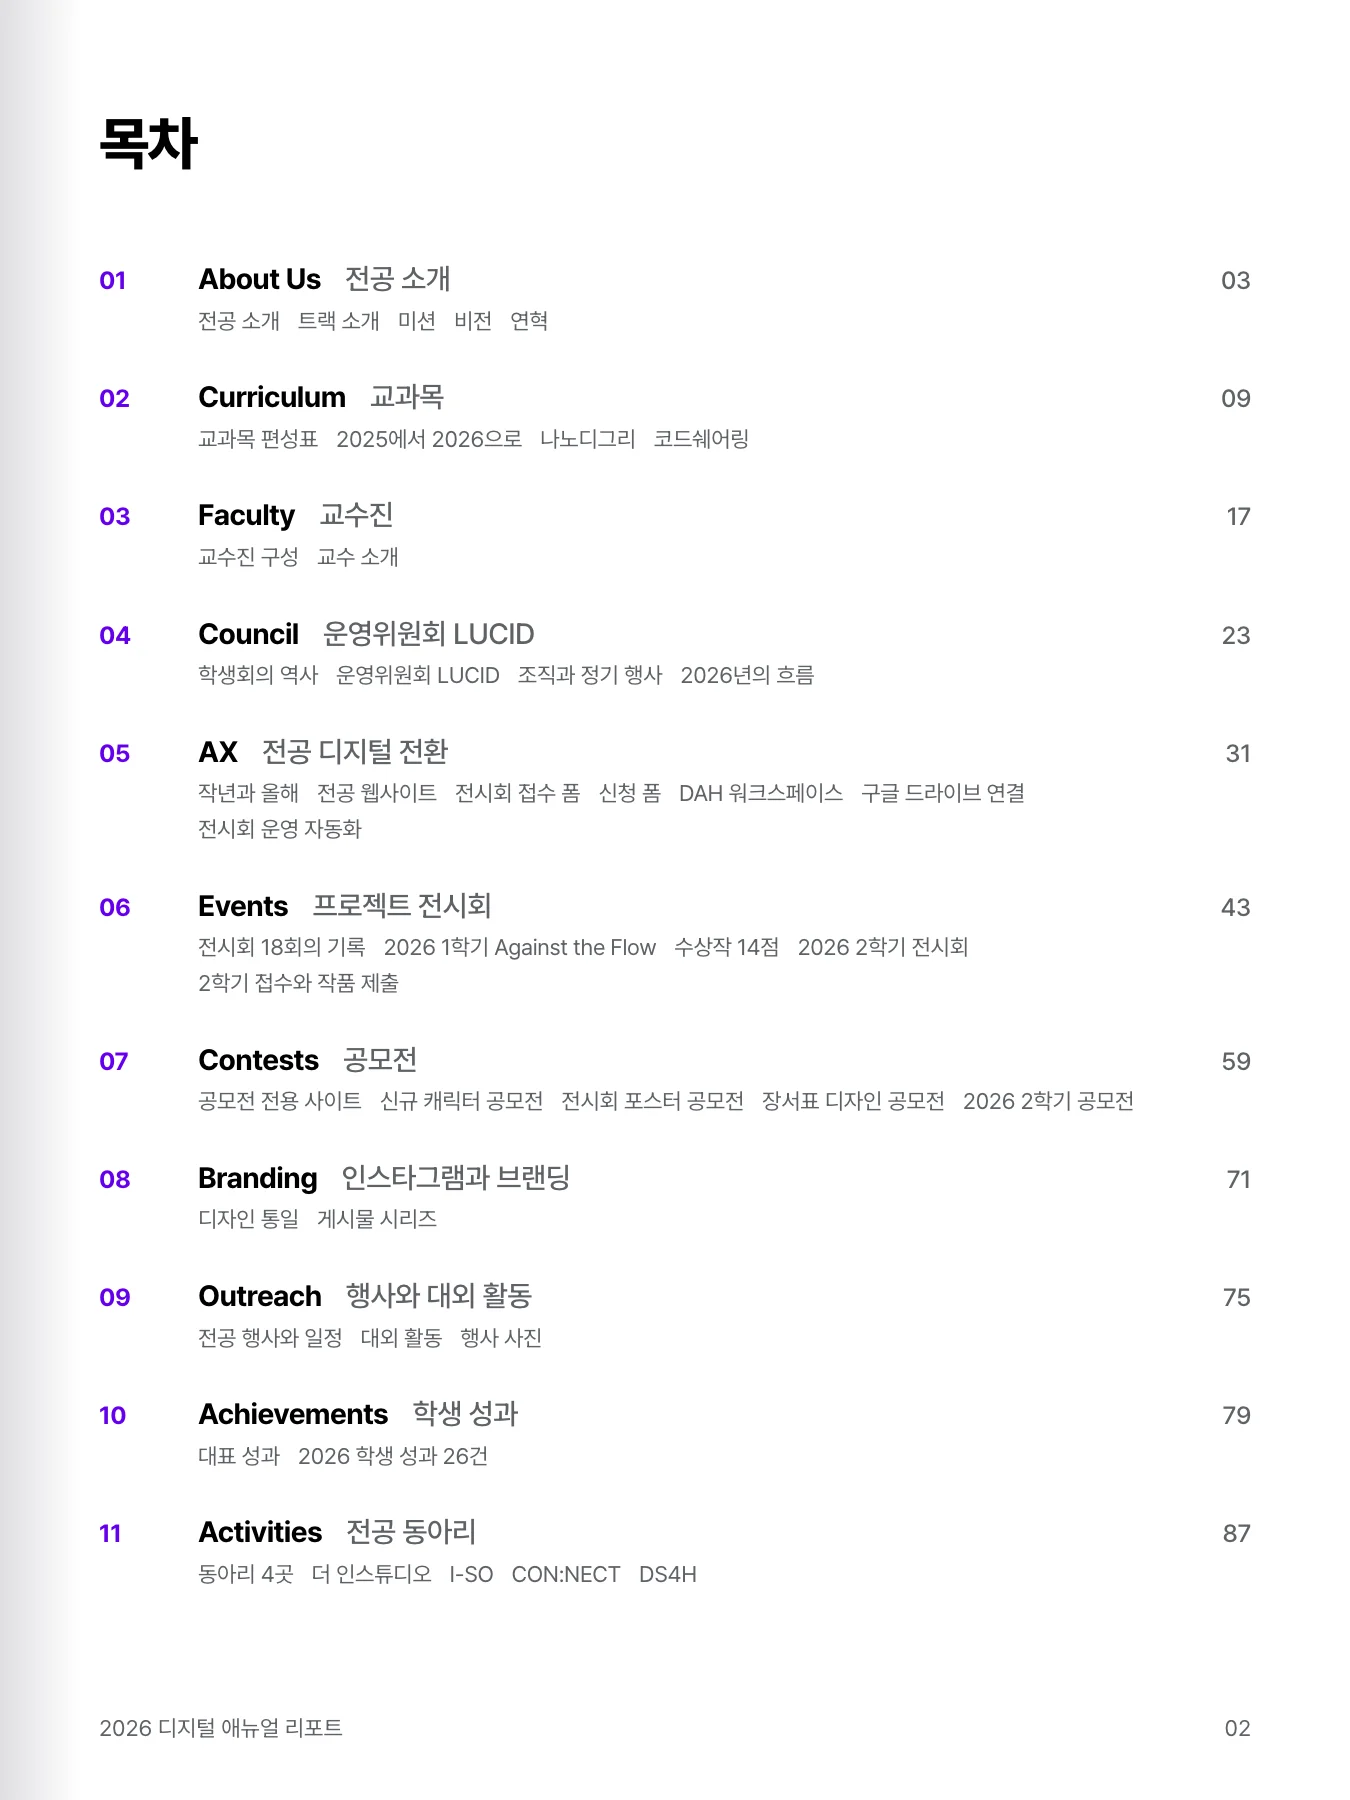 목차
01 About Us 전공 소개 03
전공 소개 트랙 소개 미션 비전 연혁
02 Curriculum 교과목 09
교과목 편성표 2025에서 2026으로 나노디그리 코드쉐어링
03 Faculty 교수진 17
교수진 구성 교수 소개
04 Council 운영위원회 LUCID 23
학생회의 역사 운영위원회 LUCID 조직과 정기 행사 2026년의 흐름
05 AX 전공 디지털 전환 31
작년과 올해 전공 웹사이트 전시회 접수 폼 신청 폼 DAH 워크스페이스 구글 드라이브 연결
전시회 운영 자동화
06 Events 프로젝트 전시회 43
전시회 18회의 기록 2026 1학기 Against the Flow 수상작 14점 2026 2학기 전시회
2학기 접수와 작품 제출
07 Contests 공모전 59
공모전 전용 사이트 신규 캐릭터 공모전 전시회 포스터 공모전 장서표 디자인 공모전 2026 2학기 공모전
08 Branding 인스타그램과 브랜딩 71
디자인 통일 게시물 시리즈
09 Outreach 행사와 대외 활동 75
전공 행사와 일정 대외 활동 행사 사진
10 Achievements 학생 성과 79
대표 성과 2026 학생 성과 26건
11 Activities 전공 동아리 87
동아리 4곳 더 인스튜디오 I-SO CON:NECT DS4H
2026 디지털 애뉴얼 리포트 02